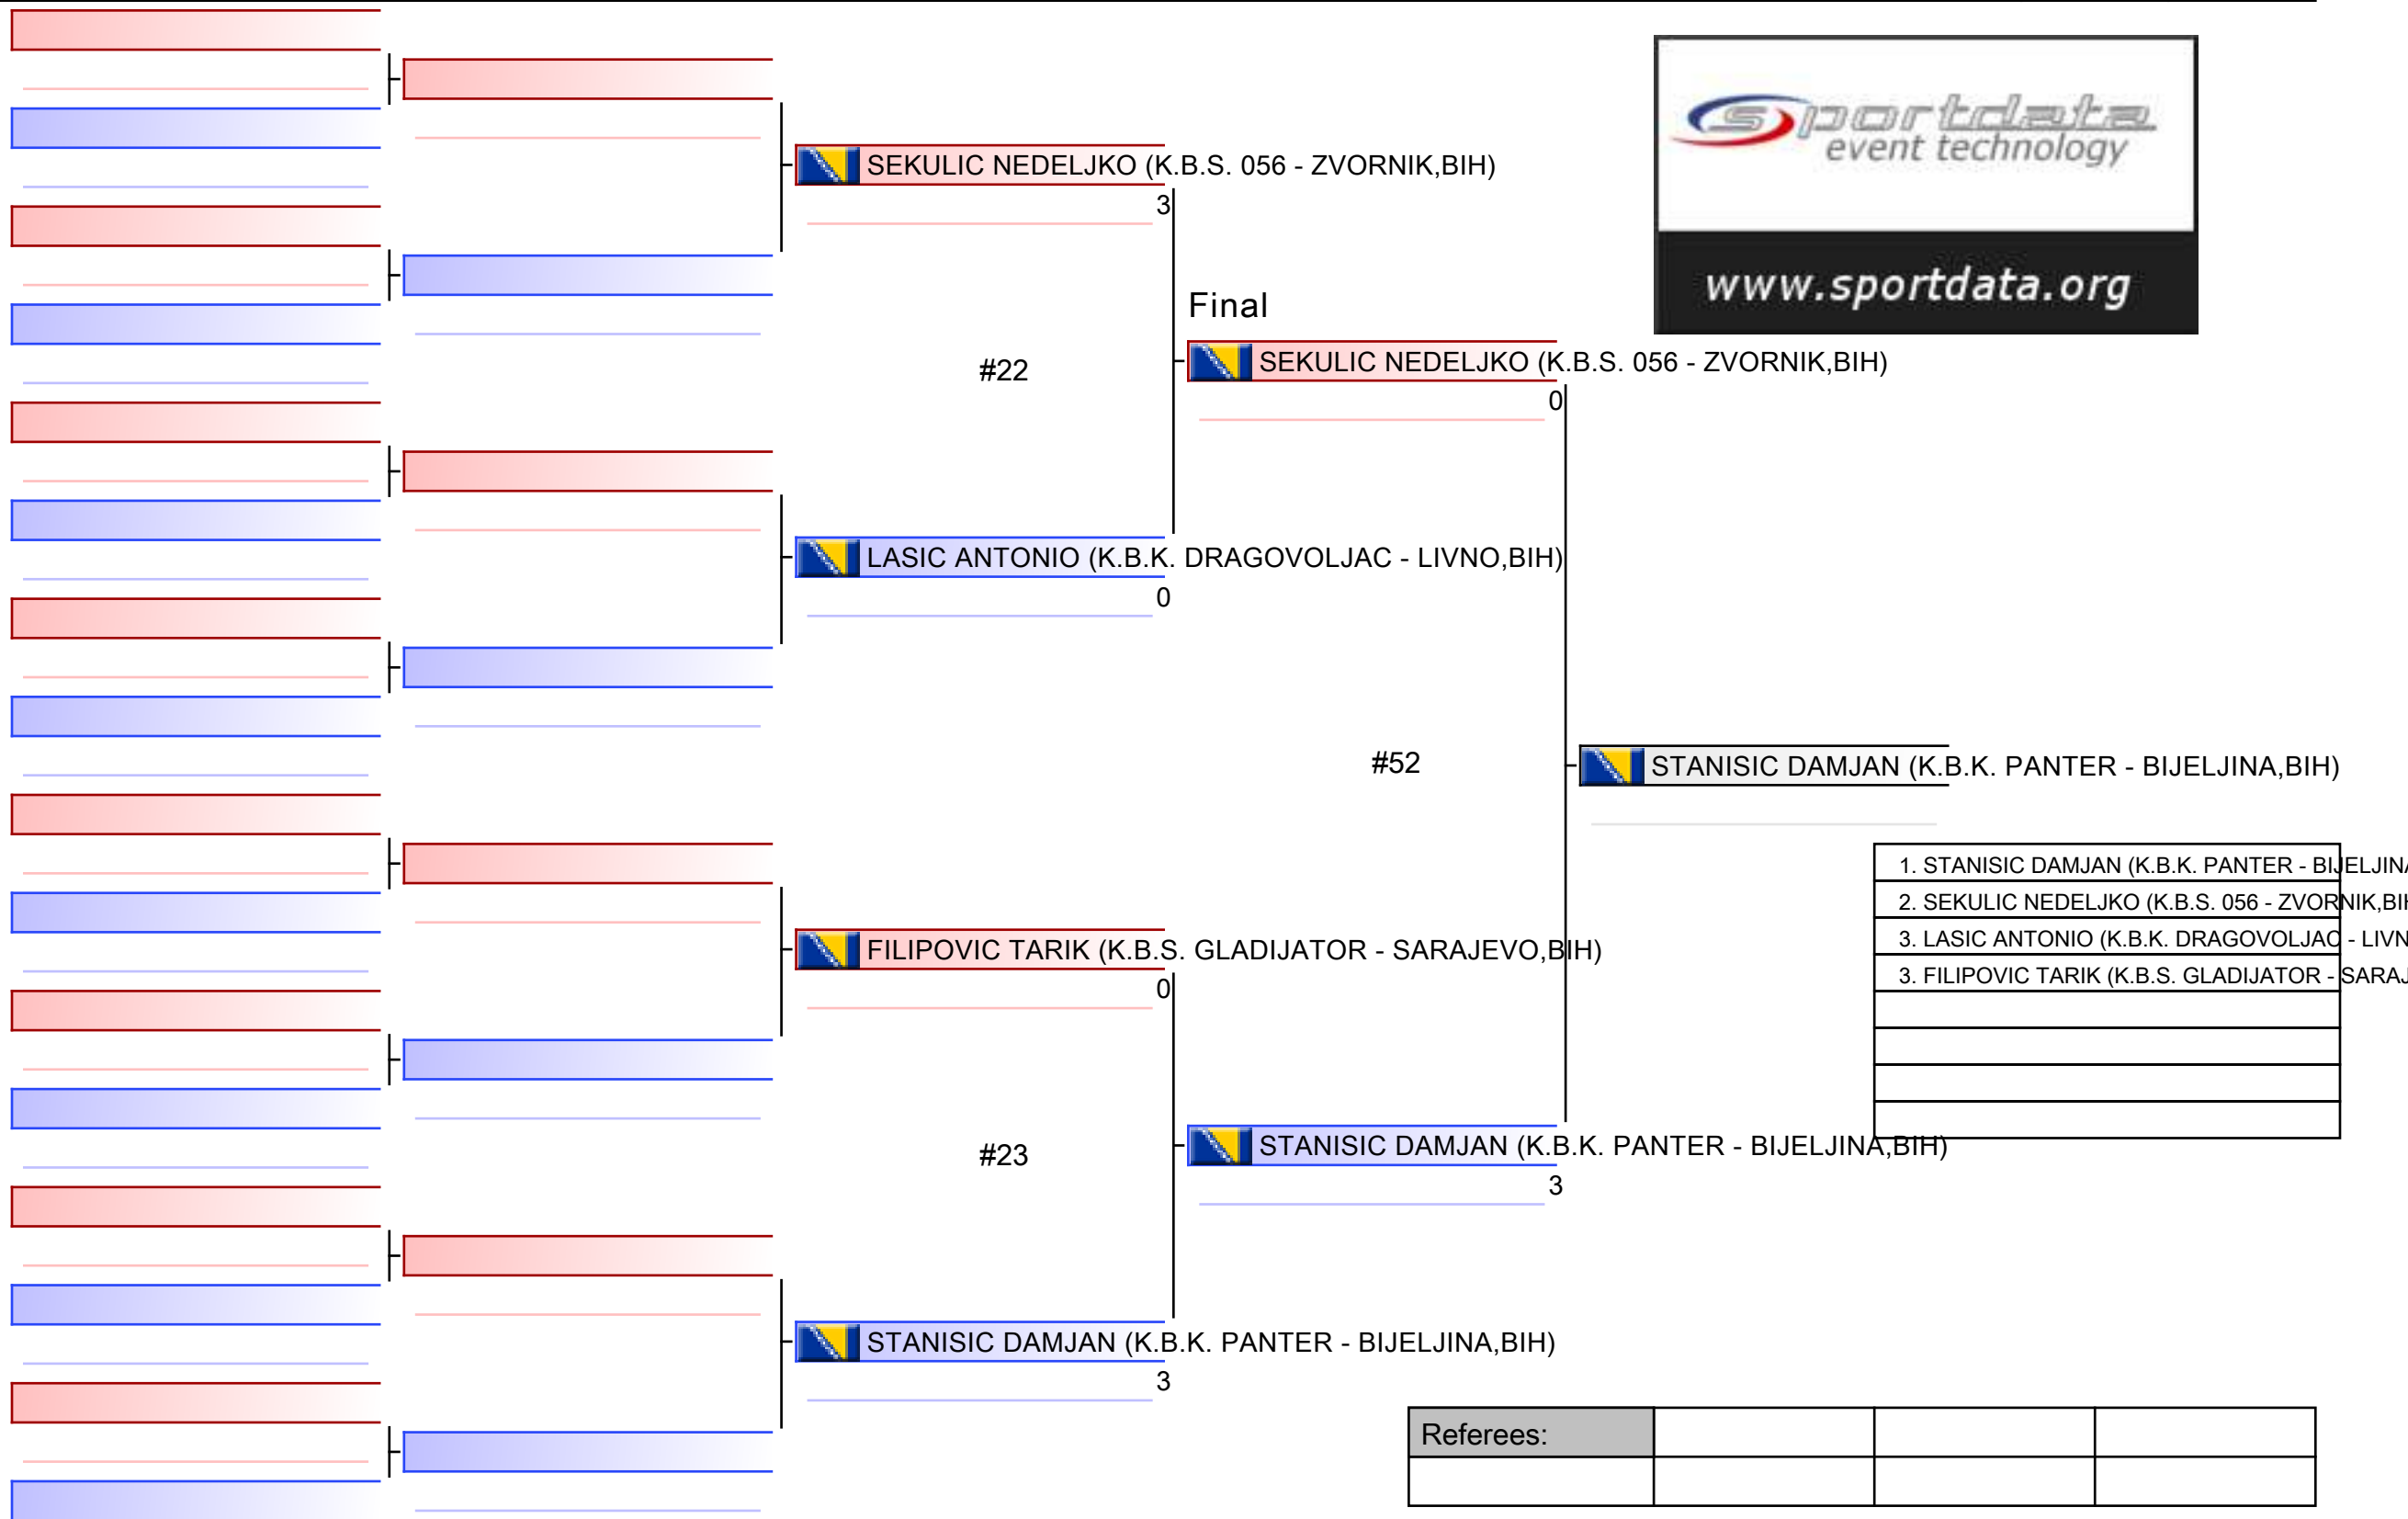 sportdata
event technology
www.sportdata.org
SEKULIC NEDELJKO (K.B.S. 056 - ZVORNIK,BIH)
3
Final
#22
SEKULIC NEDELJKO (K.B.S. 056 - ZVORNIK,BIH)
0
LASIC ANTONIO (K.B.K. DRAGOVOLJAC - LIVNO,BIH)
0
#52
STANISIC DAMJAN (K.B.K. PANTER - BIJELJINA,BIH)
1. STANISIC DAMJAN (K.B.K. PANTER - BIJELJINA
2. SEKULIC NEDELJKO (K.B.S. 056 - ZVORNIK,BIH
3. LASIC ANTONIO (K.B.K. DRAGOVOLJAC - LIVN
3. FILIPOVIC TARIK (K.B.S. GLADIJATOR - SARAJ
FILIPOVIC TARIK (K.B.S. GLADIJATOR - SARAJEVO,BIH)
0
#23
STANISIC DAMJAN (K.B.K. PANTER - BIJELJINA,BIH)
3
STANISIC DAMJAN (K.B.K. PANTER - BIJELJINA,BIH)
3
Referees: